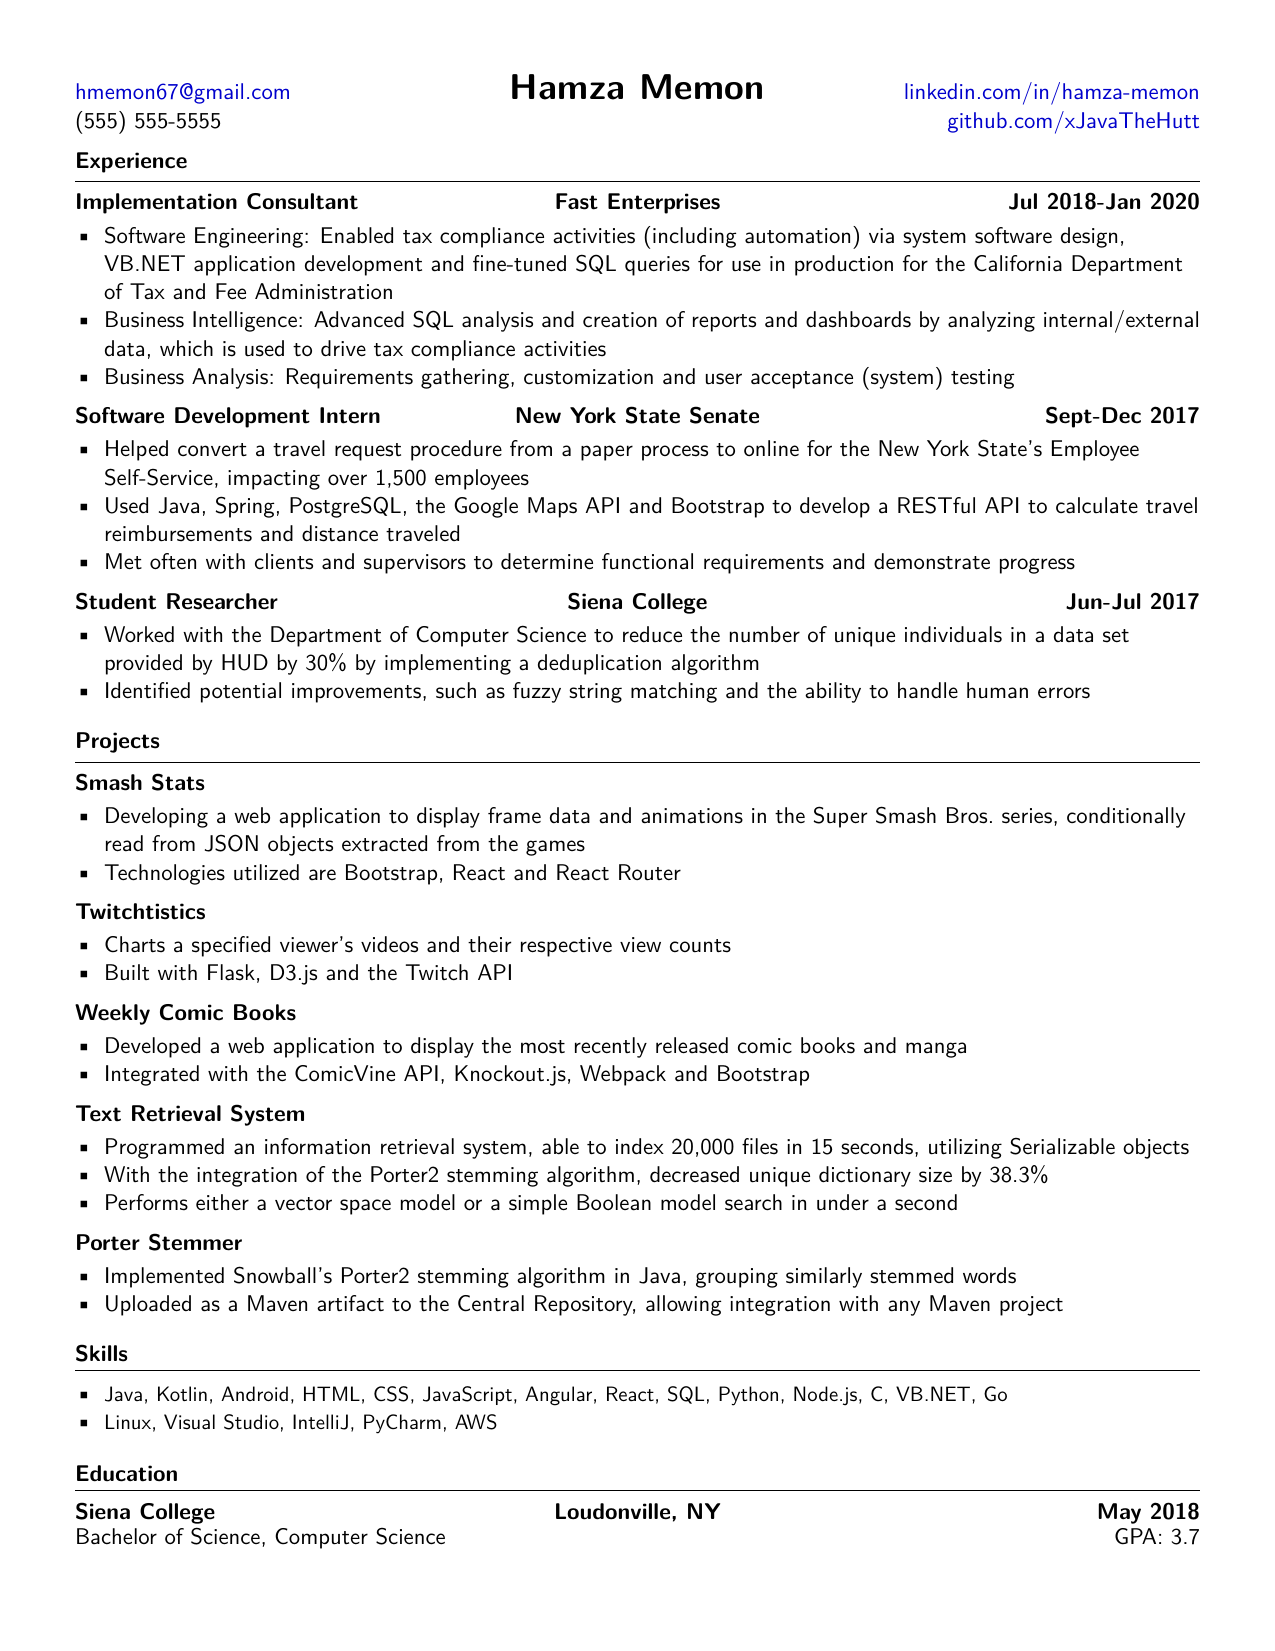 Hamza Memon
hmemon67@gmail.com
linkedin.com/in/hamza-memon
(555) 555-5555
github.com/xJavaTheHutt
Experience
Implementation Consultant Fast Enterprises Jul 2018-Jan 2020
▪ Software Engineering: Enabled tax compliance activities (including automation) via system software design,
VB.NET application development and fine-tuned SQL queries for use in production for the California Department
of Tax and Fee Administration
▪ Business Intelligence: Advanced SQL analysis and creation of reports and dashboards by analyzing internal/external
data, which is used to drive tax compliance activities
▪ Business Analysis: Requirements gathering, customization and user acceptance (system) testing
Software Development Intern New York State Senate Sept-Dec 2017
▪ Helped convert a travel request procedure from a paper process to online for the New York State's Employee
Self-Service, impacting over 1,500 employees
▪ Used Java, Spring, PostgreSQL, the Google Maps API and Bootstrap to develop a RESTful API to calculate travel
reimbursements and distance traveled
▪ Met often with clients and supervisors to determine functional requirements and demonstrate progress
Student Researcher Siena College Jun-Jul 2017
▪ Worked with the Department of Computer Science to reduce the number of unique individuals in a data set
provided by HUD by 30% by implementing a deduplication algorithm
▪ Identified potential improvements, such as fuzzy string matching and the ability to handle human errors
Projects
Smash Stats
▪ Developing a web application to display frame data and animations in the Super Smash Bros. series, conditionally
read from JSON objects extracted from the games
▪ Technologies utilized are Bootstrap, React and React Router
Twitchtistics
▪ Charts a specified viewer's videos and their respective view counts
▪ Built with Flask, D3.js and the Twitch API
Weekly Comic Books
▪ Developed a web application to display the most recently released comic books and manga
▪ Integrated with the ComicVine API, Knockout.js, Webpack and Bootstrap
Text Retrieval System
▪ Programmed an information retrieval system, able to index 20,000 files in 15 seconds, utilizing Serializable objects
▪ With the integration of the Porter2 stemming algorithm, decreased unique dictionary size by 38.3%
▪ Performs either a vector space model or a simple Boolean model search in under a second
Porter Stemmer
▪ Implemented Snowball's Porter2 stemming algorithm in Java, grouping similarly stemmed words
▪ Uploaded as a Maven artifact to the Central Repository, allowing integration with any Maven project
Skills
▪ Java, Kotlin, Android, HTML, CSS, JavaScript, Angular, React, SQL, Python, Node.js, C, VB.NET, Go
▪ Linux, Visual Studio, IntelliJ, PyCharm, AWS
Education
Siena College Loudonville, NY May 2018
Bachelor of Science, Computer Science GPA: 3.7